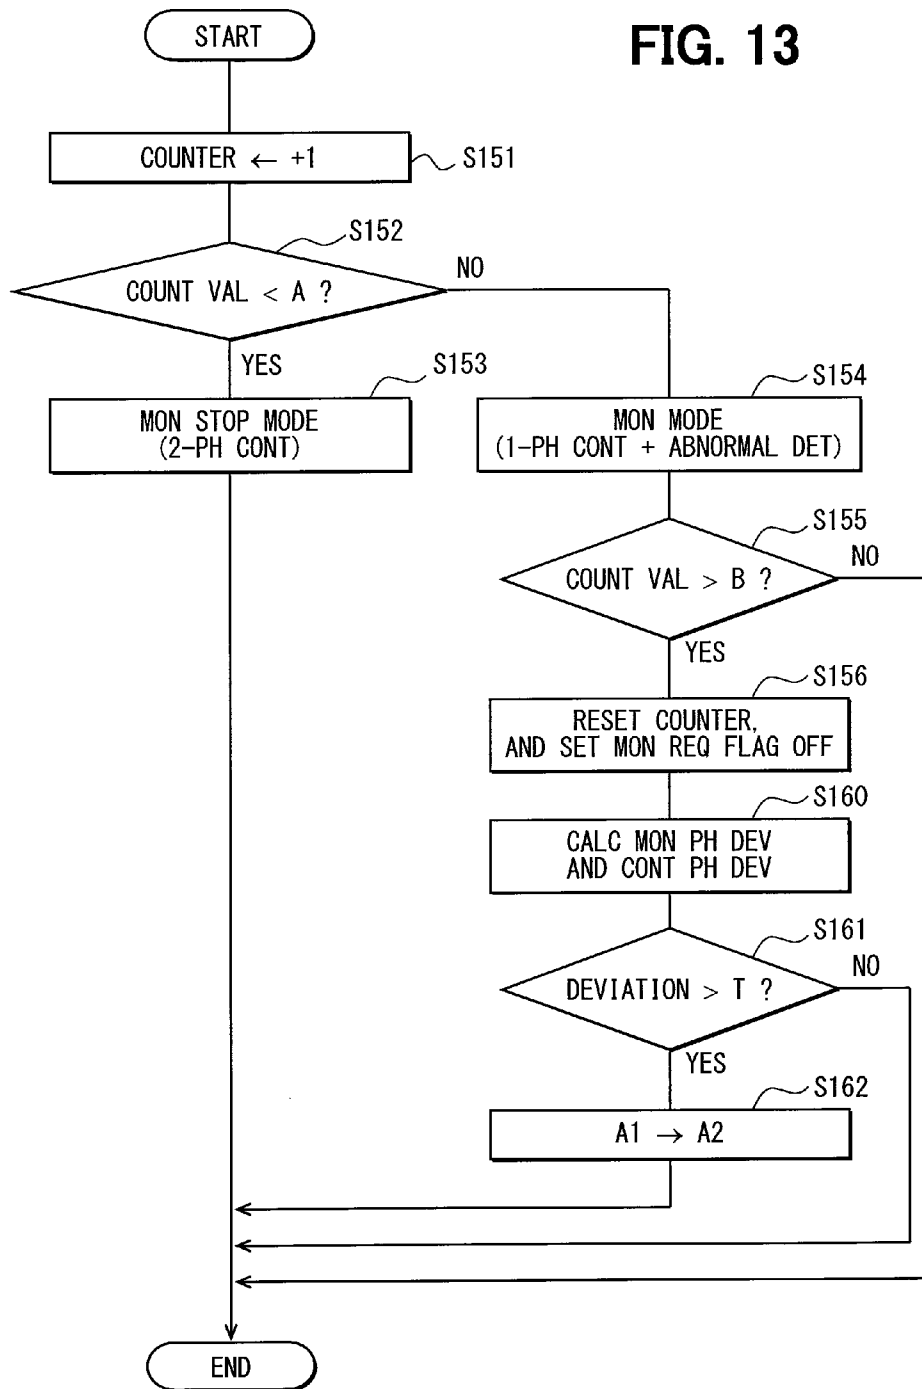 FIG. 13
START
COUNTER ← +1
S151
S152
COUNT VAL < A ?
NO
YES
S153
MON STOP MODE
(2-PH CONT)
S154
MON MODE
(1-PH CONT + ABNORMAL DET)
S155
COUNT VAL > B ?
NO
YES
S156
RESET COUNTER,
AND SET MON REQ FLAG OFF
S160
CALC MON PH DEV
AND CONT PH DEV
S161
DEVIATION > T ?
NO
YES
S162
A1 → A2
END